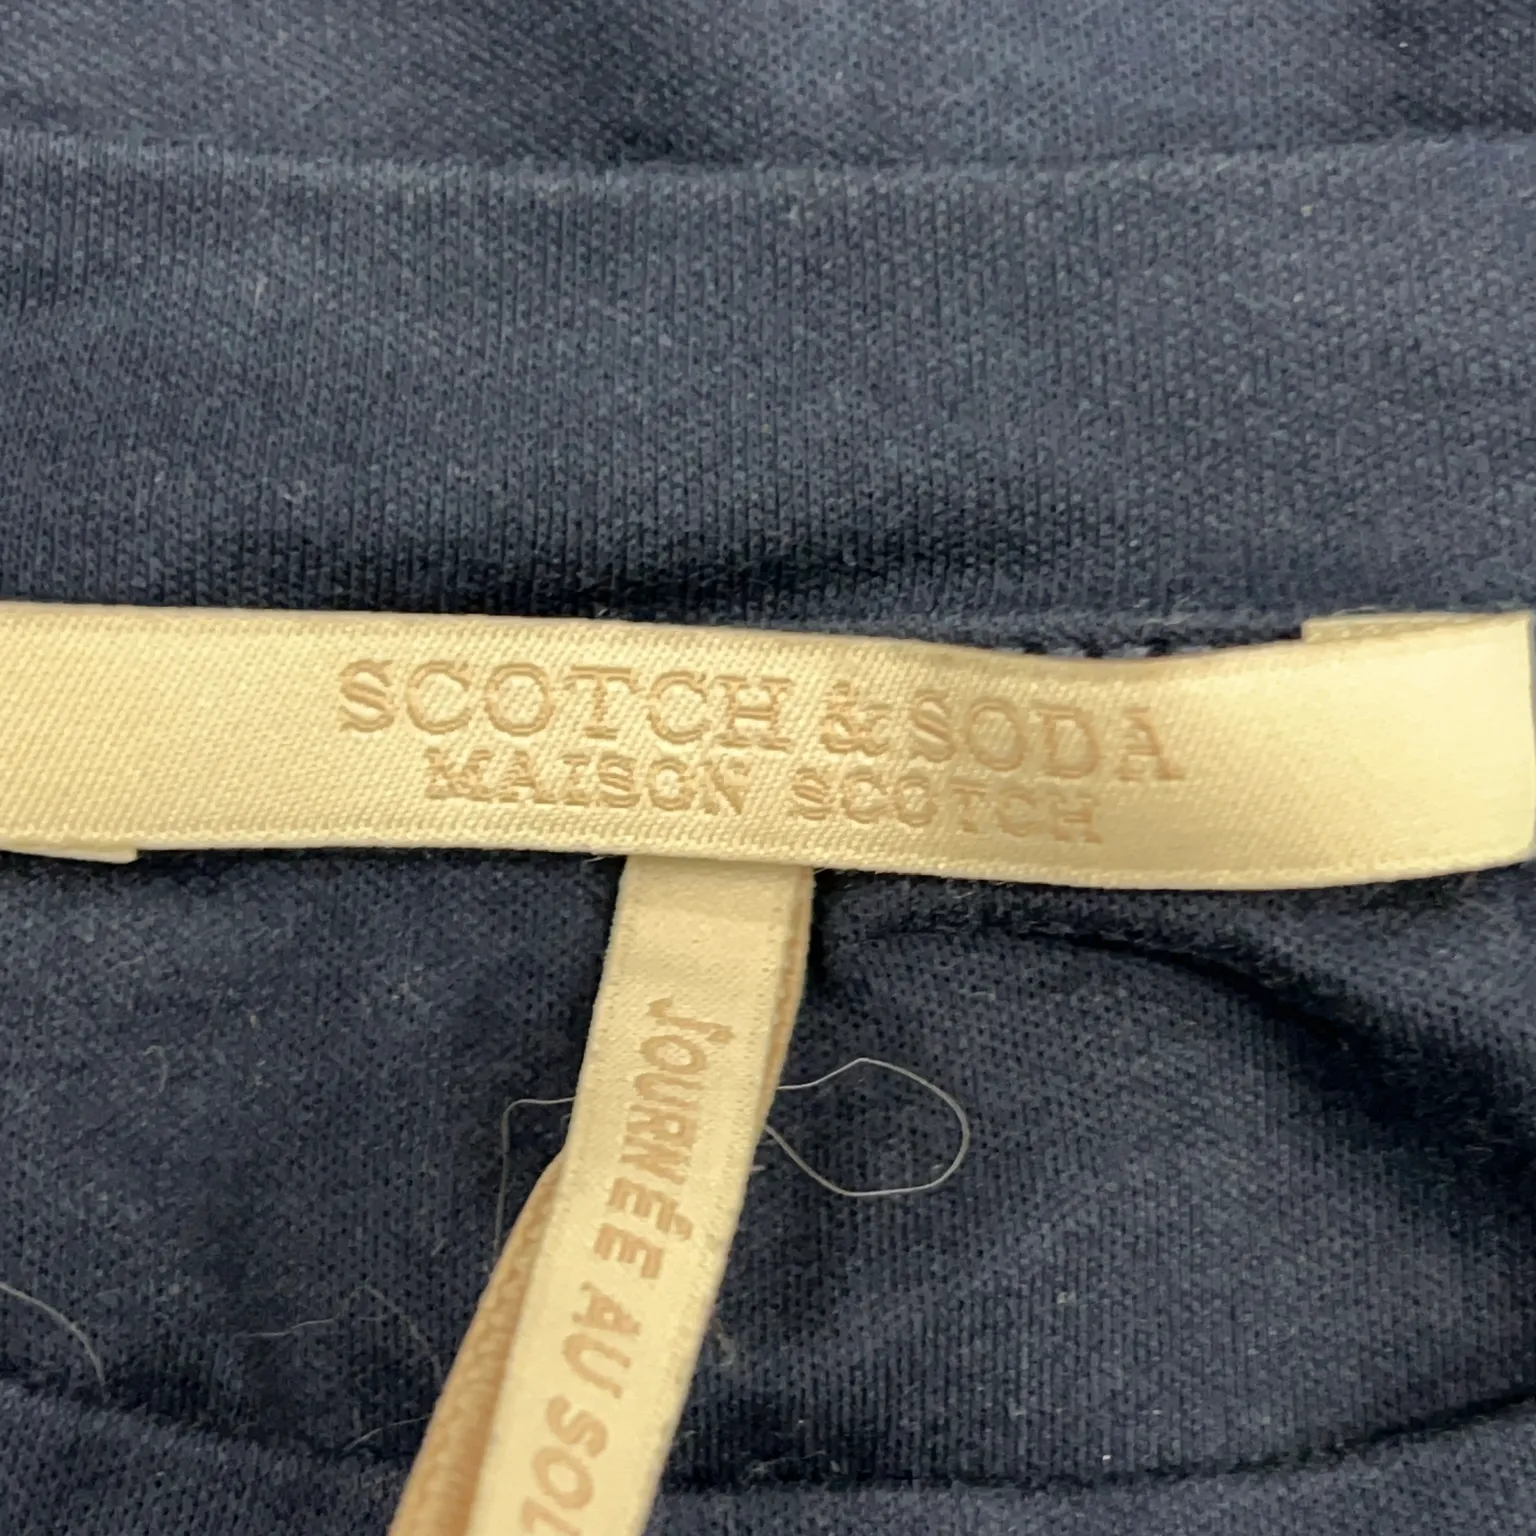 SCOTCH & SODA
MAISON SCOTCH
JOURNÉE AU SOL